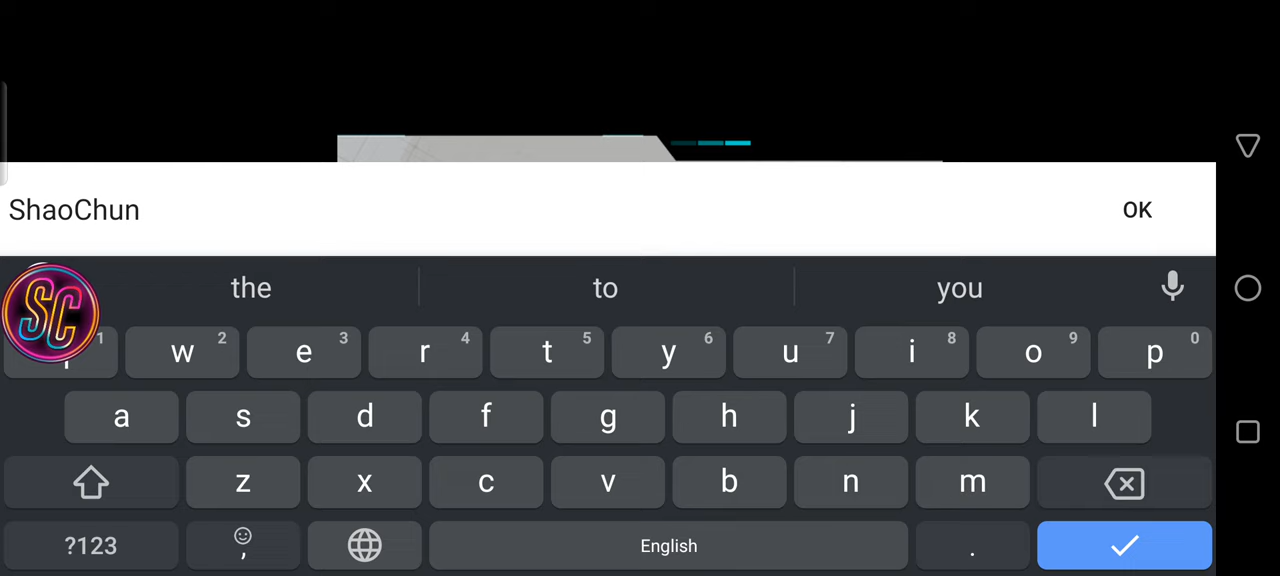 ShaoChun
OK
the to you
SC
1 w 2 e 3 r 4 t 5 y 6 u 7 i 8 o 9 p 0
a s d f g h j k l
z x c v b n m
?123 , English .